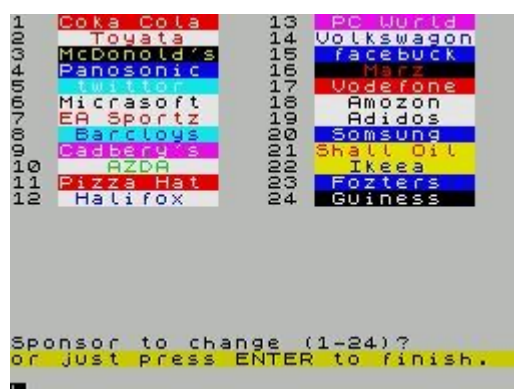 1 Coka Cola
2 Toyata
3 McDonold's
4 Panosonic
5 twittor
6 Micrasoft
7 EA Sportz
8 Barcloys
9 Cadbery's
10 AZDA
11 Pizza Hat
12 Halifox
13 PC Wurld
14 Volkswagon
15 facebuck
16 Marz
17 Vodefone
18 Amozon
19 Adidos
20 Somsung
21 Shall Oil
22 Ikeea
23 Fozters
24 Guiness
Sponsor to change (1-24)?
or just press ENTER to finish.